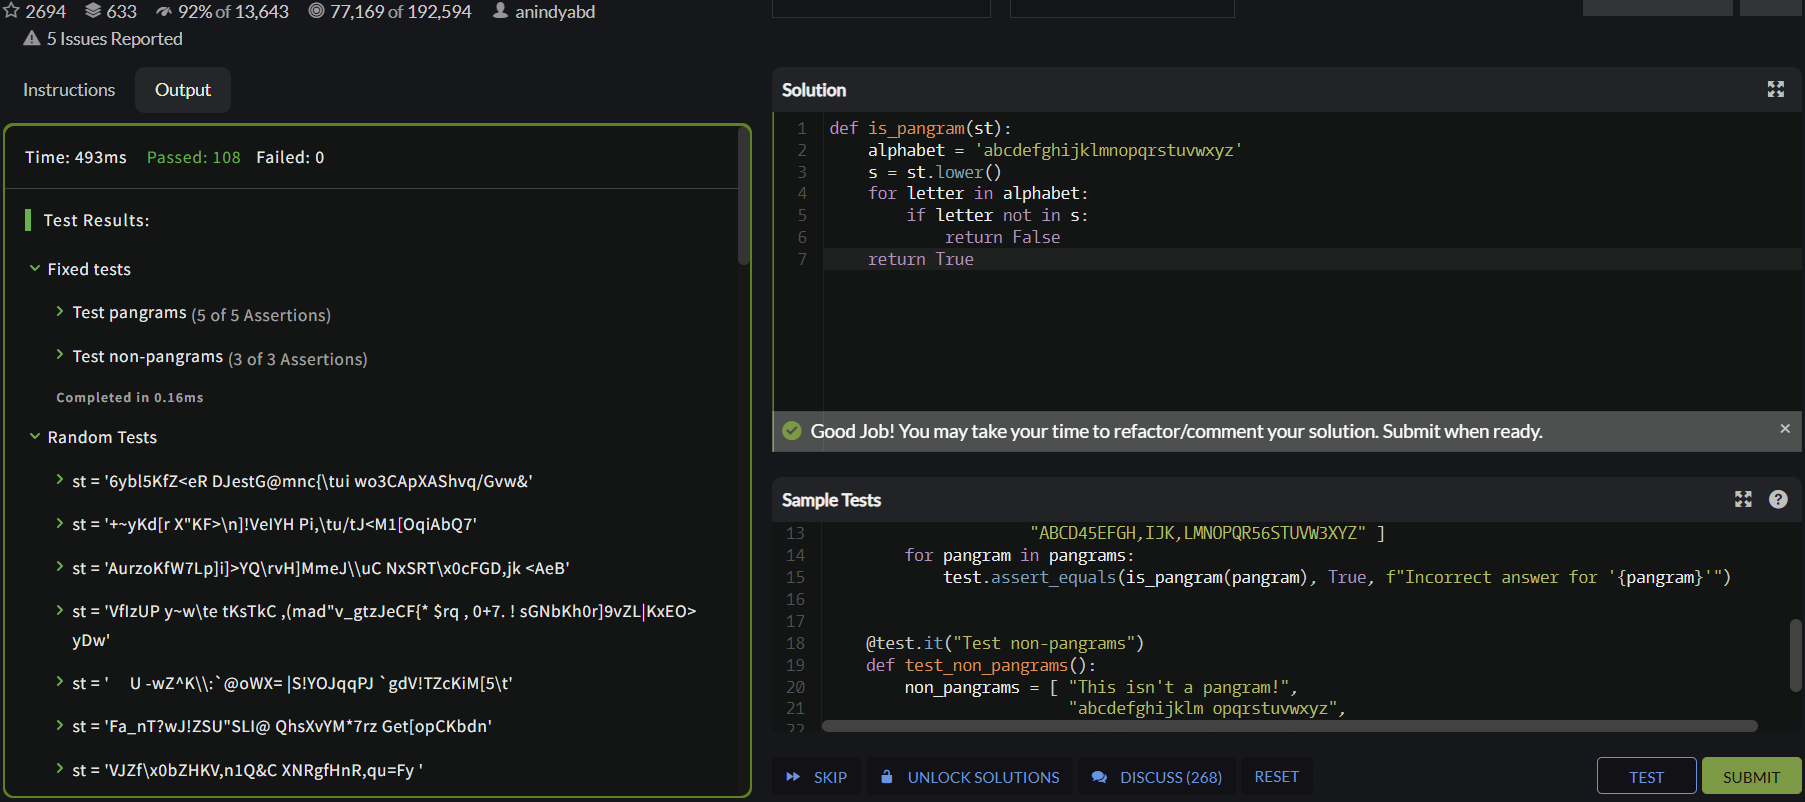 2694 633 92% of 13,643 77,169 of 192,594 anindyabd
5 Issues Reported
Instructions Output
Time: 493ms Passed: 108 Failed: 0
Test Results:
Fixed tests
Test pangrams (5 of 5 Assertions)
Test non-pangrams (3 of 3 Assertions)
Completed in 0.16ms
Random Tests
st = '6ybl5KfZ<eR DJestG@mnc{\tui wo3CApXAShvq/Gvw&'
st = '+~yKd[r X"KF>\n]!VeIYH Pi,\tu/tJ<M1[OqiAbQ7'
st = 'AurzoKfW7Lp]i]>YQ\rvH]MmeJ\\uC NxSRT\x0cFGD,jk <AeB'
st = 'VfIzUP y~w\te tKsTkC ,(mad"v_gtzJeCF{* $rq , 0+7. ! sGNbKh0r]9vZL|KxEO>
yDw'
st = '    U -wZ^K\\:`@oWX= |S!YOJqqPJ `gdV!TZcKiM[5\t'
st = 'Fa_nT?wJ!ZSU"SLI@ QhsXvYM*7rz Get[opCKbdn'
st = 'VJZf\x0bZHKV,n1Q&C XNRgfHnR,qu=Fy '
Solution
1 def is_pangram(st):
2     alphabet = 'abcdefghijklmnopqrstuvwxyz'
3     s = st.lower()
4     for letter in alphabet:
5         if letter not in s:
6             return False
7     return True
Good Job! You may take your time to refactor/comment your solution. Submit when ready. ×
Sample Tests ?
13 "ABCD45EFGH,IJK,LMNOPQR56STUVW3XYZ" ]
14         for pangram in pangrams:
15             test.assert_equals(is_pangram(pangram), True, f"Incorrect answer for '{pangram}'")
16
17
18     @test.it("Test non-pangrams")
19     def test_non_pangrams():
20         non_pangrams = [ "This isn't a pangram!",
21                          "abcdefghijklm opqrstuvwxyz",
22
SKIP UNLOCK SOLUTIONS DISCUSS (268) RESET TEST SUBMIT